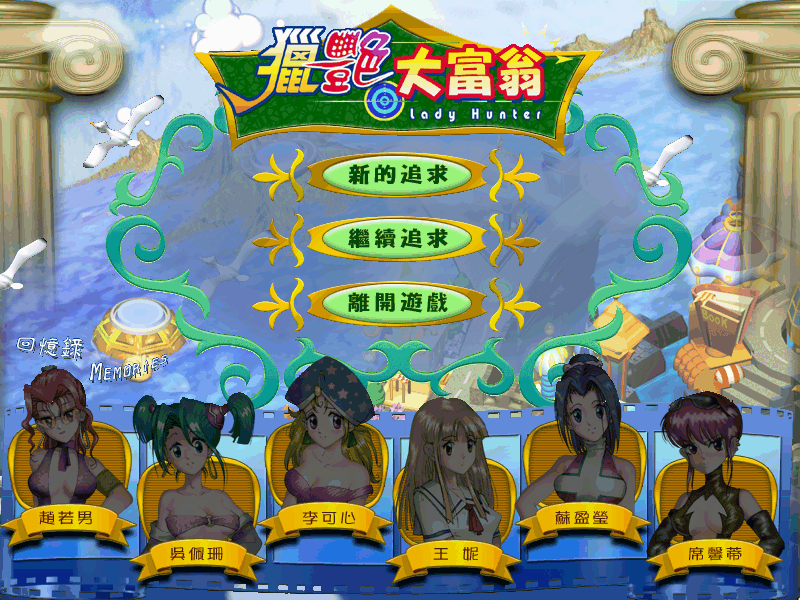 獵艷大富翁
Lady Hunter
新的追求
繼續追求
離開遊戲
回憶錄
MEMORIES
BOOK
趙若男
吳佩珊
李可心
王妮
蘇盈瑩
席馨蒂